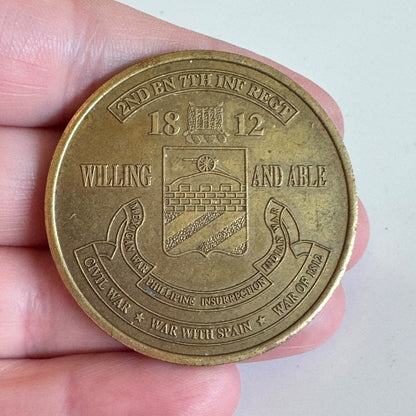 2ND BN 7TH INF REGT
18 12
WILLING AND ABLE
MEXICAN WAR
PHILIPINE INSURRECTION
INDIAN WAR
CIVIL WAR ★ WAR WITH SPAIN ★ WAR OF 1812